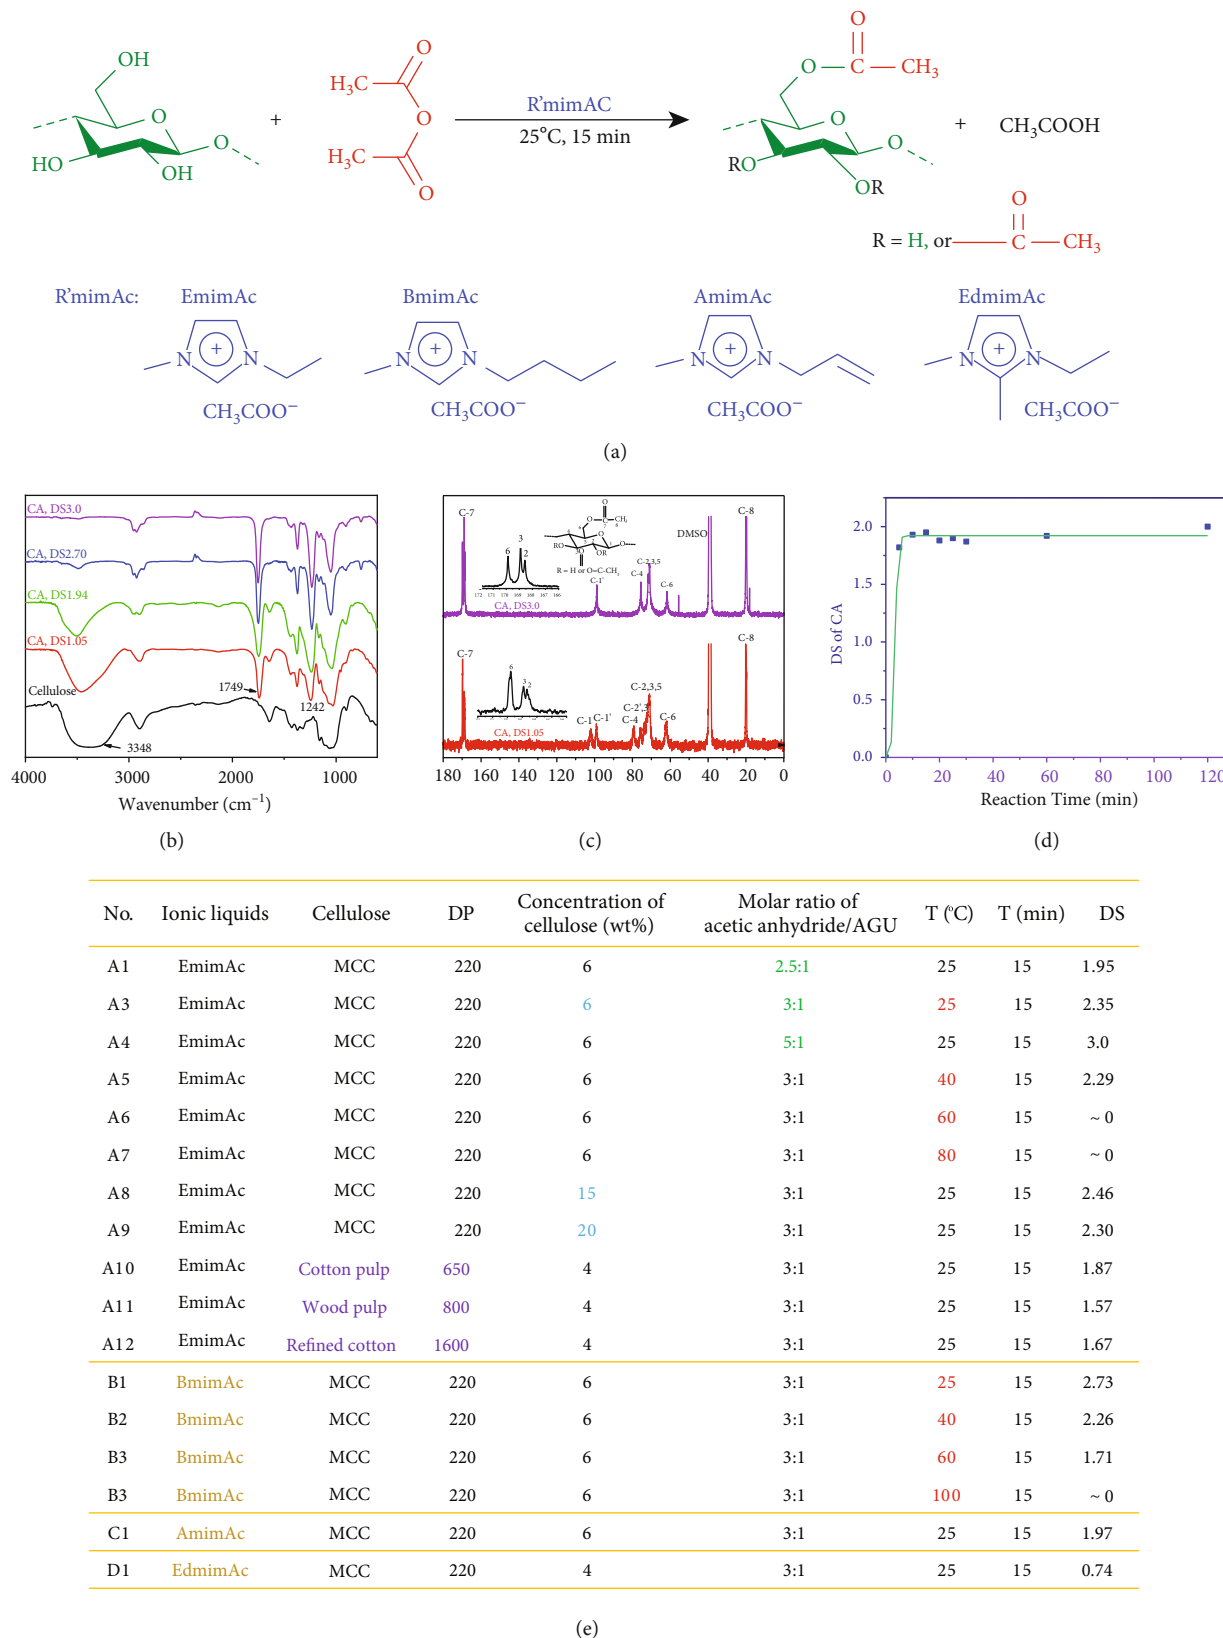 OH
O
HO
OH
O
+
H₃C
O
O
H₃C
O
R'mimAC
25°C, 15 min
O
O
C
CH₃
O
O
RO
OR
+
CH₃COOH
O
R = H, or
C
CH₃
R'mimAc:
EmimAc
BmimAc
AmimAc
EdmimAc
N
+
N
N
+
N
N
+
N
N
+
N
CH₃COO⁻
CH₃COO⁻
CH₃COO⁻
CH₃COO⁻
(a)
CA, DS3.0
CA, DS2.70
CA, DS1.94
CA, DS1.05
Cellulose
1749
1242
3348
4000 3000 2000 1000
Wavenumber (cm⁻¹)
(b)
C-7
DMSO
C-8
6
3
2
172 171 170 169 168 167 166
R = H or O=C-CH₃
C-1'
C-4
C-2,3,5
C-6
CA, DS3.0
C-7
C-8
6
3
2
C-1
C-1'
C-2',3'
C-4
C-2,3,5
C-6
CA, DS1.05
180 160 140 120 100 80 60 40 20 0
(c)
DS of CA
2.0
1.5
1.0
0.5
0.0
0 20 40 60 80 100 120
Reaction Time (min)
(d)
No. Ionic liquids Cellulose DP Concentration of cellulose (wt%) Molar ratio of acetic anhydride/AGU T (°C) T (min) DS
A1 EmimAc MCC 220 6 2.5:1 25 15 1.95
A3 EmimAc MCC 220 6 3:1 25 15 2.35
A4 EmimAc MCC 220 6 5:1 25 15 3.0
A5 EmimAc MCC 220 6 3:1 40 15 2.29
A6 EmimAc MCC 220 6 3:1 60 15 ~ 0
A7 EmimAc MCC 220 6 3:1 80 15 ~ 0
A8 EmimAc MCC 220 15 3:1 25 15 2.46
A9 EmimAc MCC 220 20 3:1 25 15 2.30
A10 EmimAc Cotton pulp 650 4 3:1 25 15 1.87
A11 EmimAc Wood pulp 800 4 3:1 25 15 1.57
A12 EmimAc Refined cotton 1600 4 3:1 25 15 1.67
B1 BmimAc MCC 220 6 3:1 25 15 2.73
B2 BmimAc MCC 220 6 3:1 40 15 2.26
B3 BmimAc MCC 220 6 3:1 60 15 1.71
B3 BmimAc MCC 220 6 3:1 100 15 ~ 0
C1 AmimAc MCC 220 6 3:1 25 15 1.97
D1 EdmimAc MCC 220 4 3:1 25 15 0.74
(e)